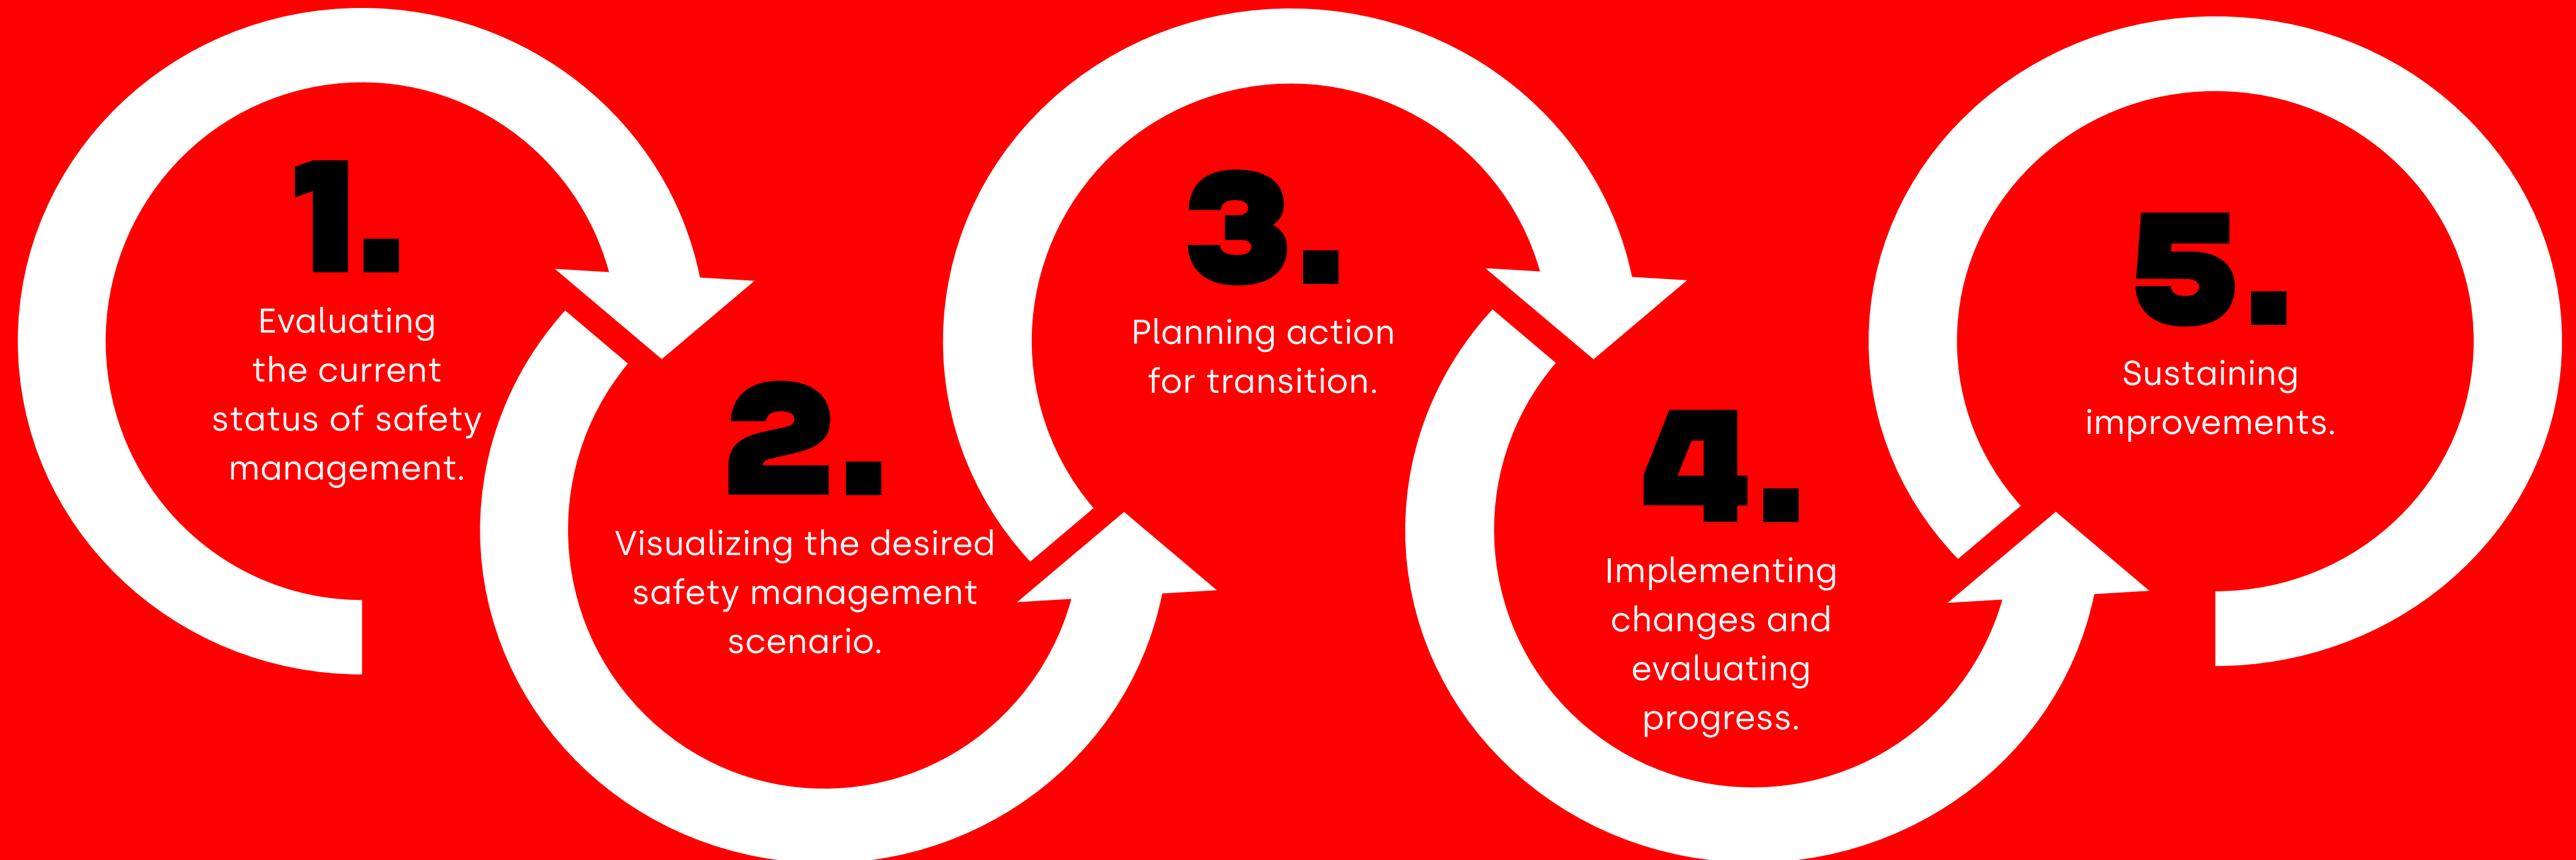 1.
Evaluating
the current
status of safety
management.
2.
Visualizing the desired
safety management
scenario.
3.
Planning action
for transition.
4.
Implementing
changes and
evaluating
progress.
5.
Sustaining
improvements.